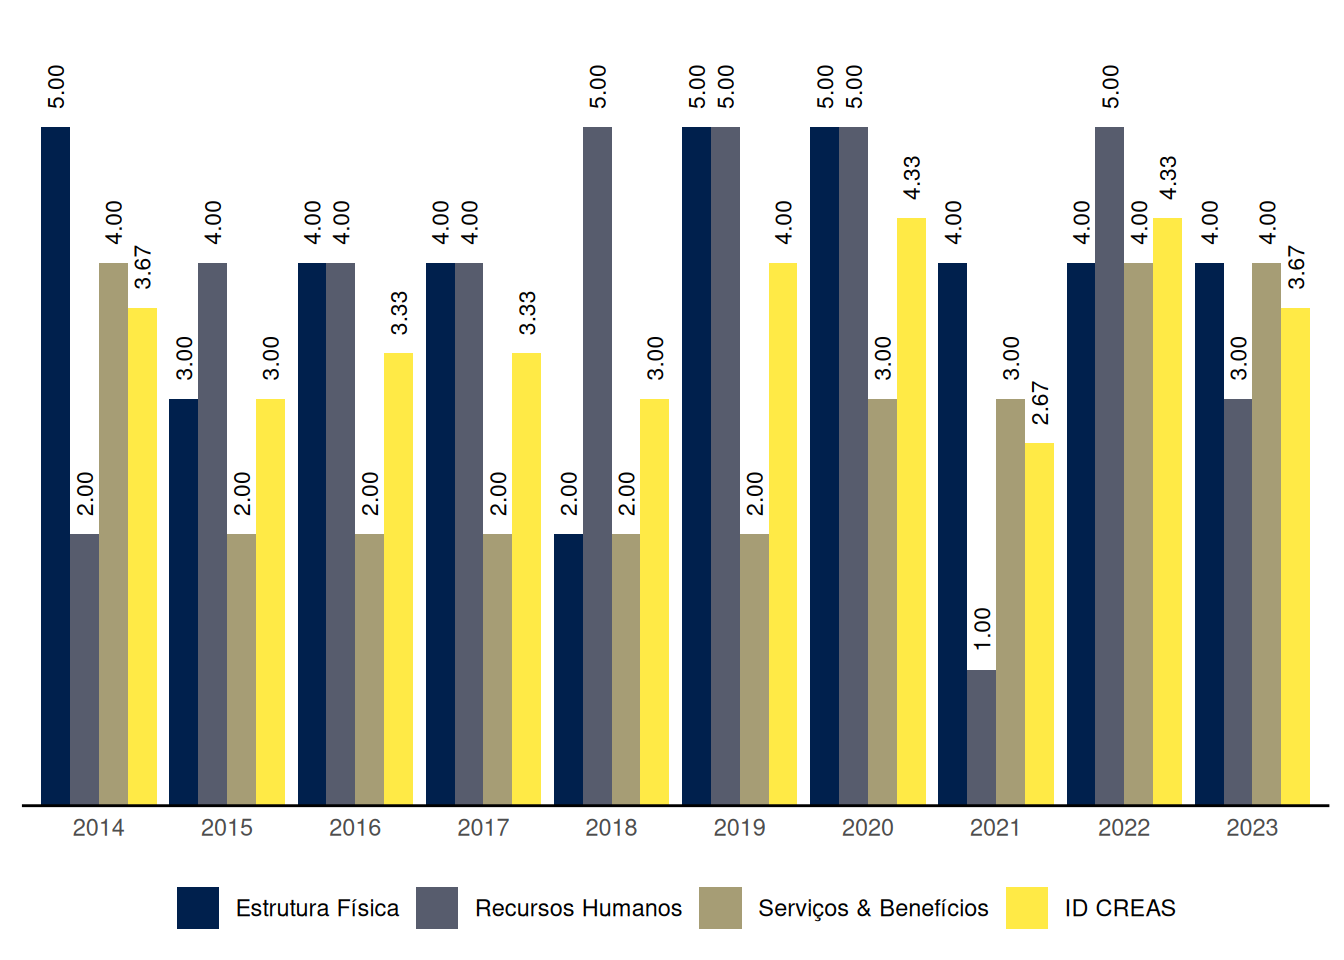 5.00 2.00 4.00 3.67 3.00 4.00 2.00 3.00 4.00 4.00 2.00 3.33 4.00 4.00 2.00 3.33 2.00 5.00 2.00 3.00 5.00 5.00 2.00 4.00 5.00 5.00 3.00 4.33 4.00 1.00 3.00 2.67 4.00 5.00 4.00 4.33 4.00 3.00 4.00 3.67
2014 2015 2016 2017 2018 2019 2020 2021 2022 2023
Estrutura Física Recursos Humanos Serviços & Benefícios ID CREAS